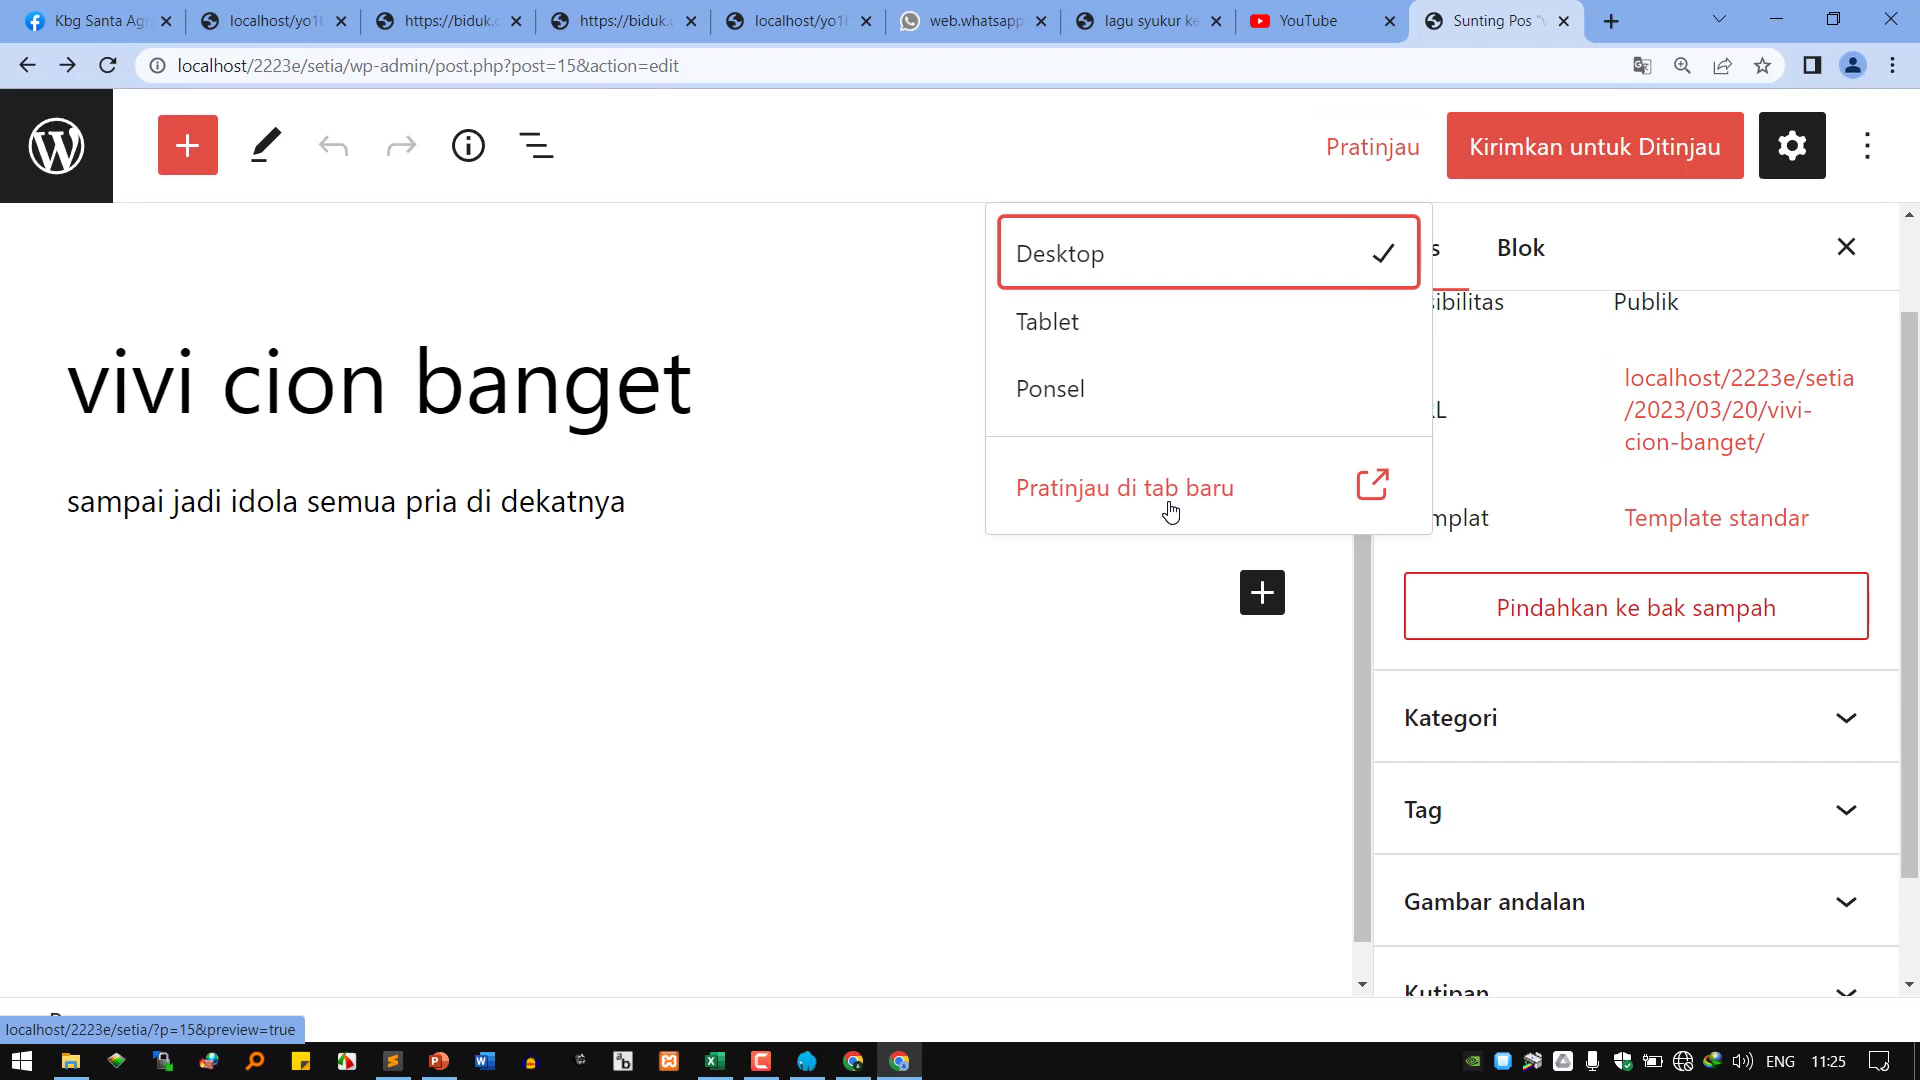 Kbg Santa Agr
localhost/yo1b
https://biduk.c
https://biduk.c
localhost/yo1b
web.whatsapp
lagu syukur ke
YouTube
Sunting Pos "v
localhost/2223e/setia/wp-admin/post.php?post=15&action=edit
Pratinjau
Kirimkan untuk Ditinjau
Desktop
Tablet
Ponsel
Pratinjau di tab baru
vivi cion banget
sampai jadi idola semua pria di dekatnya
Blok
Publik
localhost/2223e/setia
/2023/03/20/vivi-
cion-banget/
Template standar
Pindahkan ke bak sampah
Kategori
Tag
Gambar andalan
Kutipan
localhost/2223e/setia/?p=15&preview=true
ENG
11:25